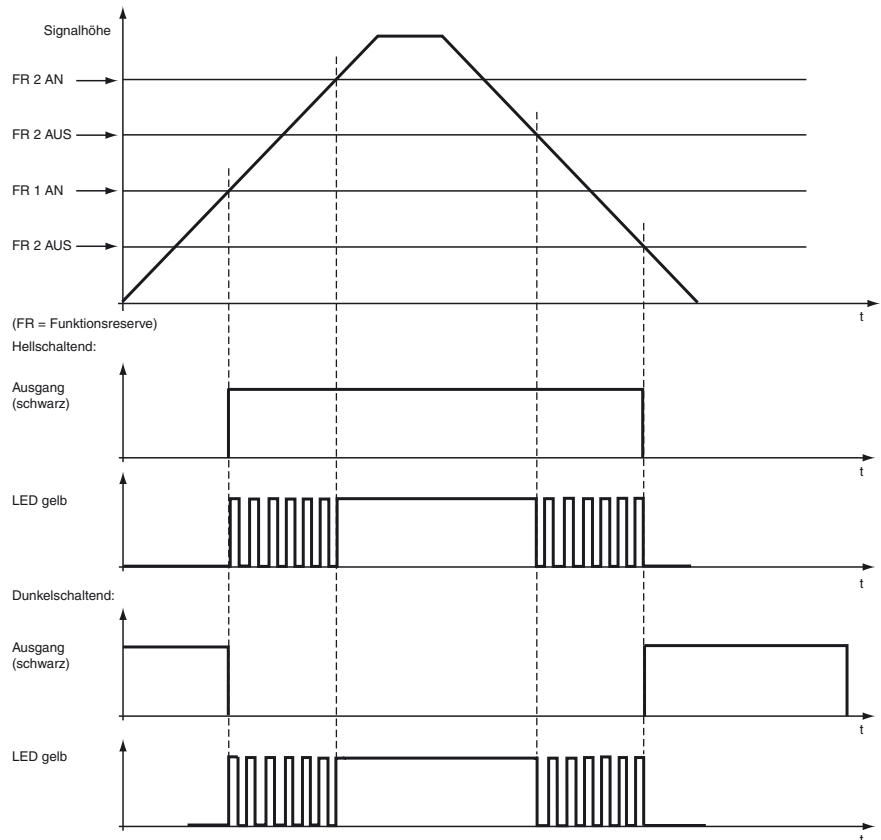 Signalhöhe
FR 2 AN
FR 2 AUS
FR 1 AN
FR 2 AUS
t
(FR = Funktionsreserve)
Hellschaltend:
Ausgang
(schwarz)
t
LED gelb
t
Dunkelschaltend:
Ausgang
(schwarz)
t
LED gelb
t